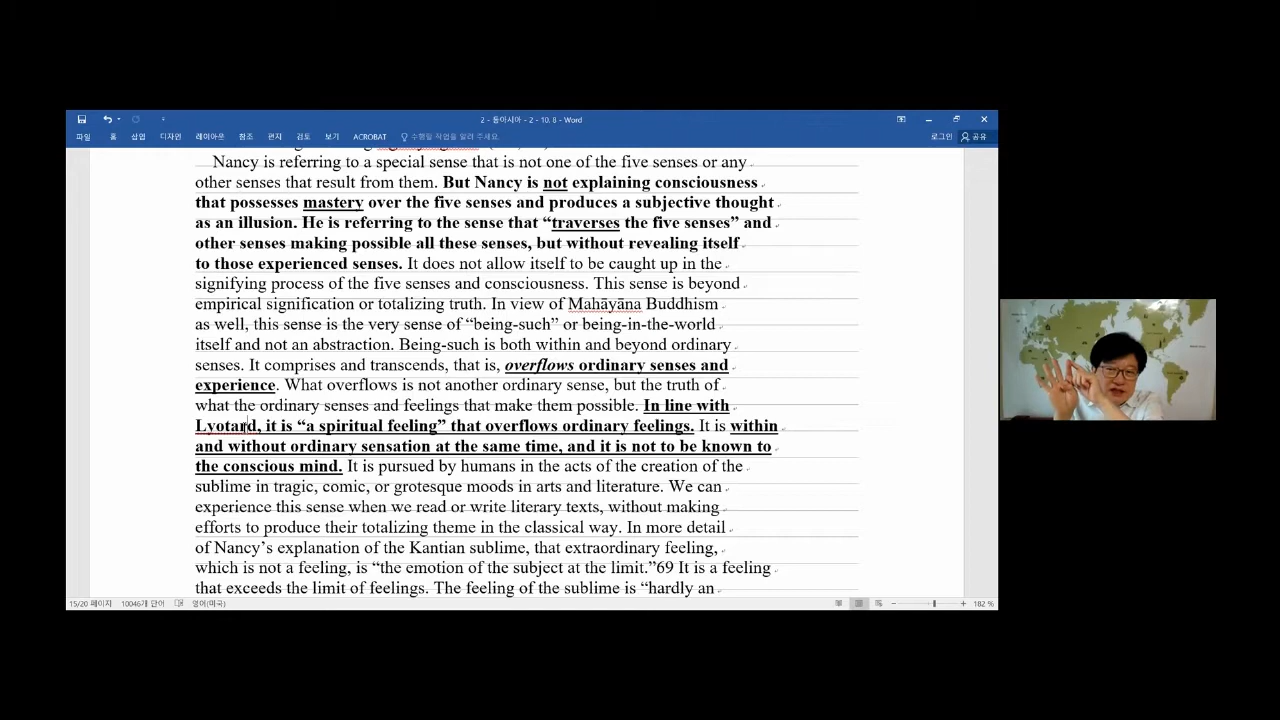 2 - 동아시아 - 2 - 10. 8 - Word
파일 홈 삽입 디자인 레이아웃 참조 편지 검토 보기 ACROBAT 수행할 작업을 알려 주세요. 로그인 공유
Nancy is referring to a special sense that is not one of the five senses or any
other senses that result from them. But Nancy is not explaining consciousness
that possesses mastery over the five senses and produces a subjective thought
as an illusion. He is referring to the sense that “traverses the five senses” and
other senses making possible all these senses, but without revealing itself
to those experienced senses. It does not allow itself to be caught up in the
signifying process of the five senses and consciousness. This sense is beyond
empirical signification or totalizing truth. In view of Mahāyāna Buddhism
as well, this sense is the very sense of “being-such” or being-in-the-world
itself and not an abstraction. Being-such is both within and beyond ordinary
senses. It comprises and transcends, that is, overflows ordinary senses and
experience. What overflows is not another ordinary sense, but the truth of
what the ordinary senses and feelings that make them possible. In line with
Lyotard, it is “a spiritual feeling” that overflows ordinary feelings. It is within
and without ordinary sensation at the same time, and it is not to be known to
the conscious mind. It is pursued by humans in the acts of the creation of the
sublime in tragic, comic, or grotesque moods in arts and literature. We can
experience this sense when we read or write literary texts, without making
efforts to produce their totalizing theme in the classical way. In more detail
of Nancy’s explanation of the Kantian sublime, that extraordinary feeling,
which is not a feeling, is “the emotion of the subject at the limit.”69 It is a feeling
that exceeds the limit of feelings. The feeling of the sublime is “hardly an
15/20 페이지 10046개 단어 영어(미국) 182 %